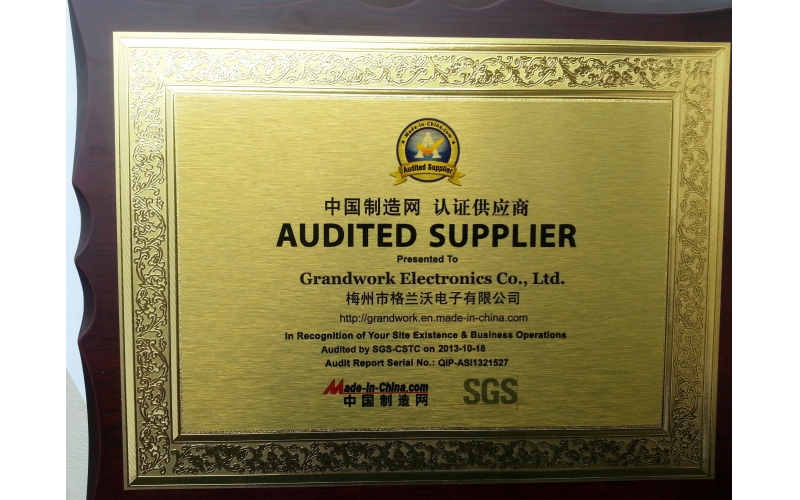 Made-in-China.com
Audited Supplier
中国制造网 认证供应商
AUDITED SUPPLIER
Presented To
Grandwork Electronics Co., Ltd.
梅州市格兰沃电子有限公司
http://grandwork.en.made-in-china.com
In Recognition of Your Site Existence & Business Operations
Audited by SGS-CSTC on 2013-10-18
Audit Report Serial No.: QIP-ASI1321527
Made-in-China.com
中国制造网
SGS